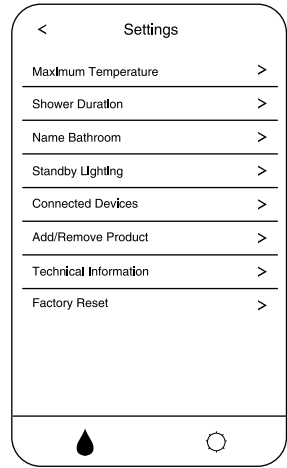 < Settings
Maximum Temperature >
Shower Duration >
Name Bathroom >
Standby Lighting >
Connected Devices >
Add/Remove Product >
Technical Information >
Factory Reset >